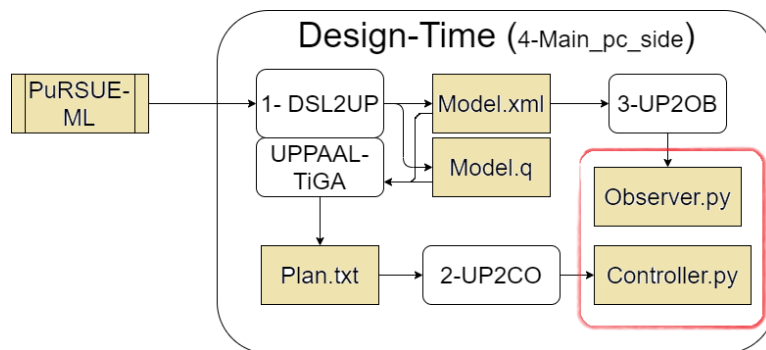 Design-Time (4-Main_pc_side)
PuRSUE-
ML
1- DSL2UP
Model.xml
3-UP2OB
UPPAAL-
TiGA
Model.q
Observer.py
Plan.txt
2-UP2CO
Controller.py